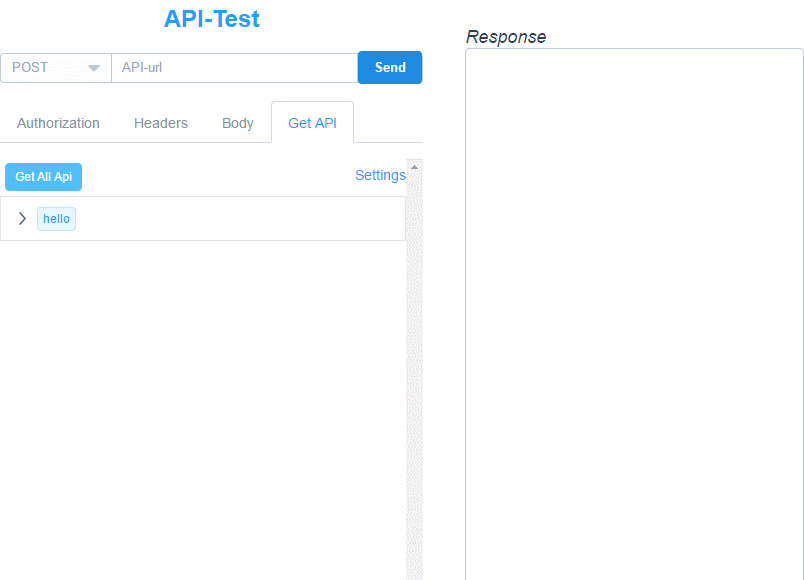 API-Test
Response
POST API-url Send
Authorization Headers Body Get API
Get All Api Settings
hello